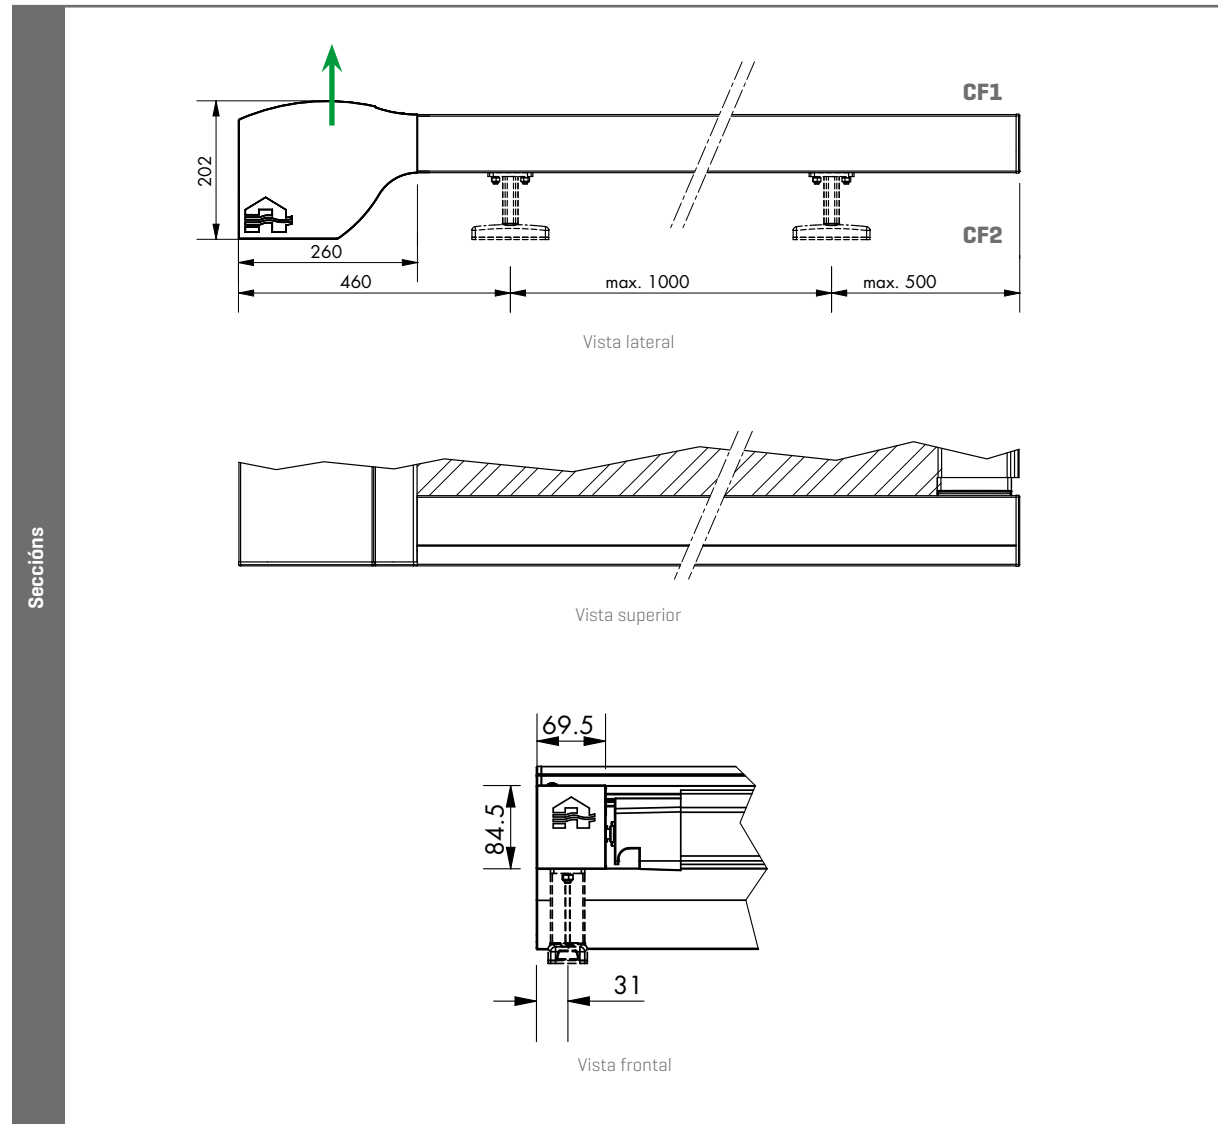 Seccións
CF1
202
CF2
260
460
max. 1000
max. 500
Vista lateral
Vista superior
69.5
84.5
31
Vista frontal